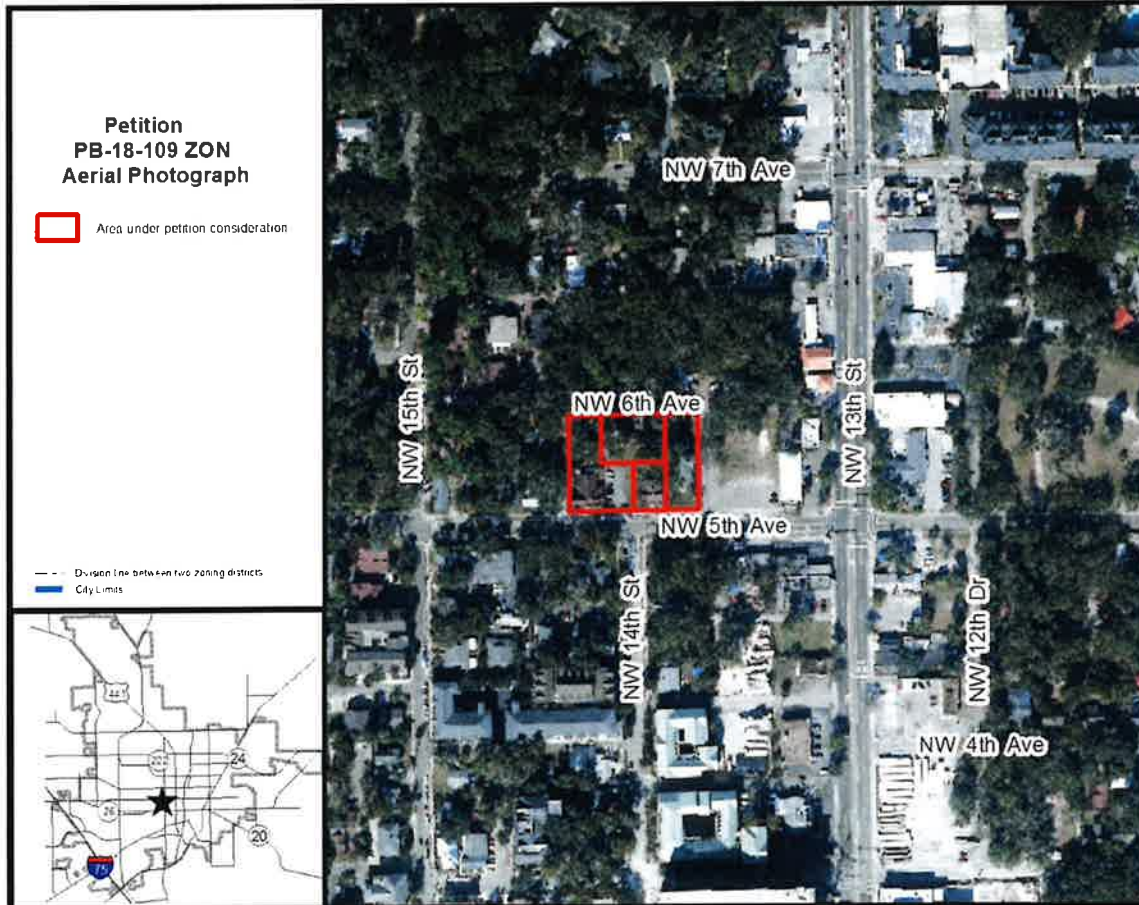 Petition
PB-18-109 ZON
Aerial Photograph
Area under petition consideration
Division line between two zoning districts
City Limits
441
222
24
26
20
75
NW 7th Ave
NW 15th St
NW 6th Ave
NW 13th St
NW 5th Ave
NW 14th St
NW 12th Dr
NW 4th Ave